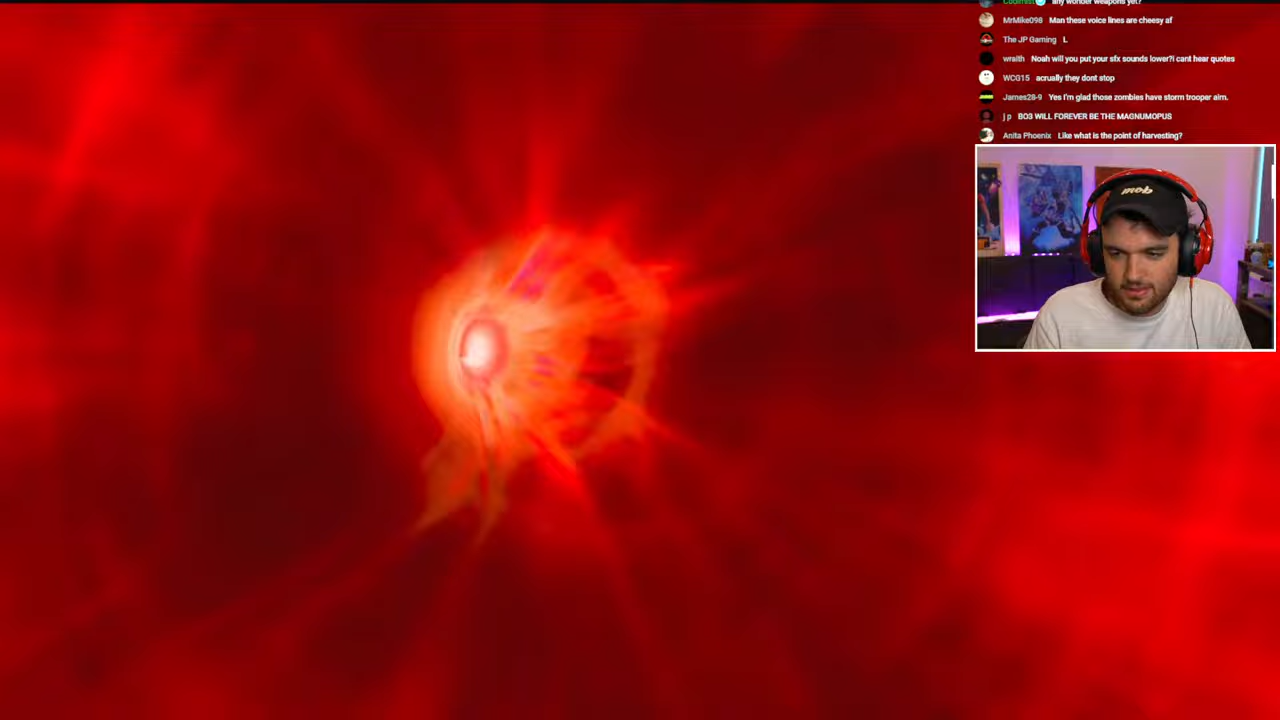 Coolfrost any wonder weapons yet?
MrMike098 Man these voice lines are cheesy af
The JP Gaming L
wraith Noah will you put your sfx sounds lower?i cant hear quotes
WCG15 acrually they dont stop
James28-9 Yes I'm glad those zombies have storm trooper aim.
j p BO3 WILL FOREVER BE THE MAGNUMOPUS
Anita Phoenix Like what is the point of harvesting?